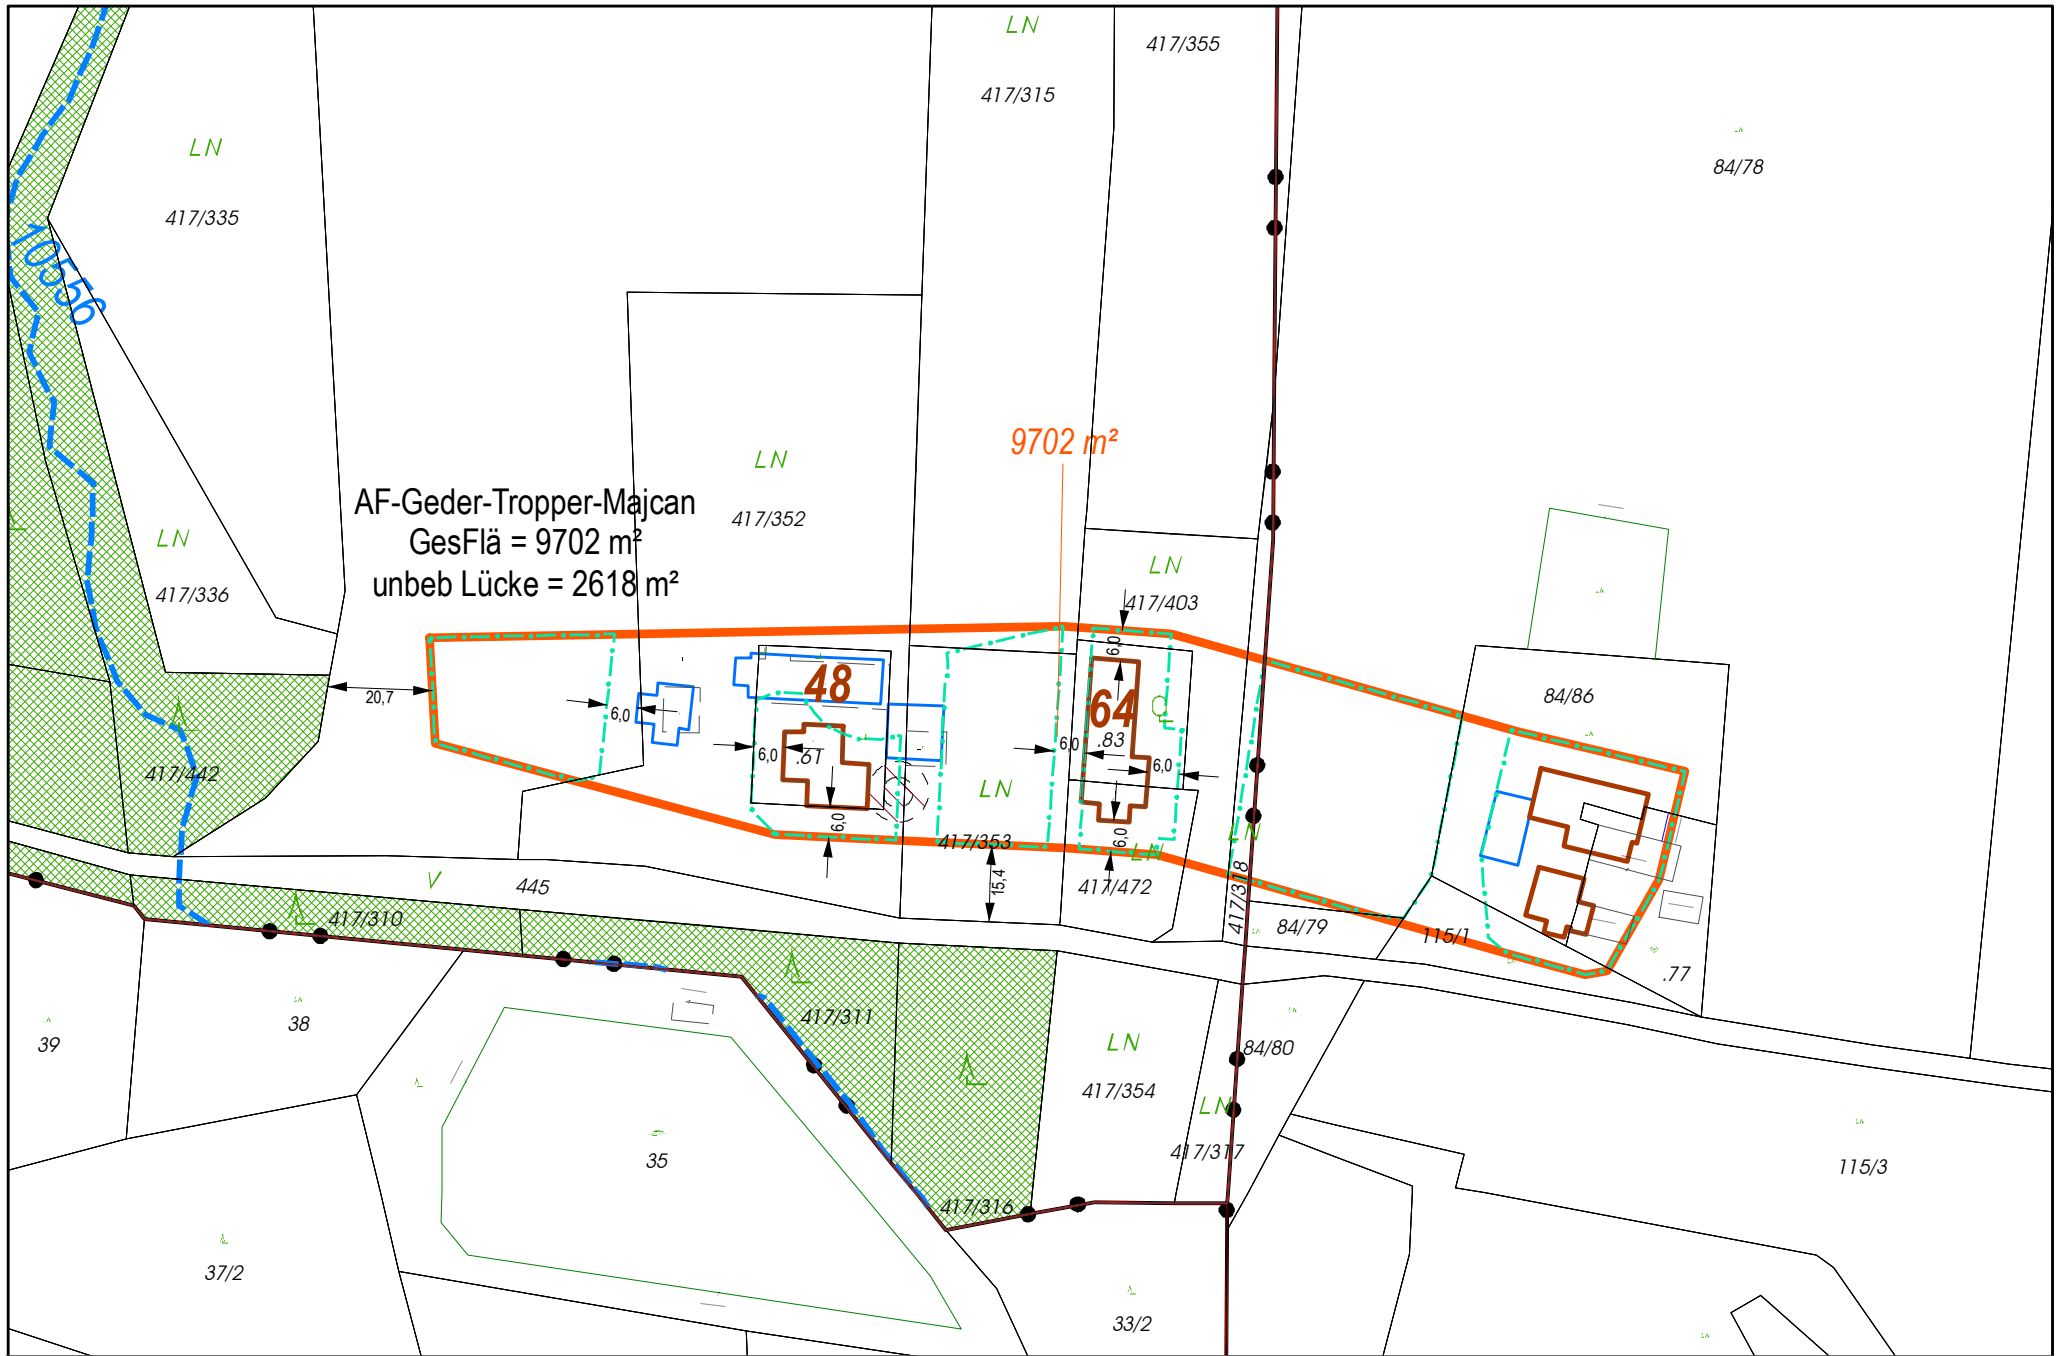 LN
417/355
417/315
84/78
LN
417/335
10556
9702 m²
LN
AF-Geder-Tropper-Majcan
417/352
GesFlä = 9702 m²
LN
LN
unbeb Lücke = 2618 m²
417/336
417/403
6,0
48
64
20,7
84/86
6,0
6,0
.61
6,0
.83
6,0
417/442
LN
6,0
6,0
LN
417/353
LN
V
445
15,4
417/472
417/318
417/310
84/79
115/1
.77
417/311
38
39
LN
84/80
417/354
LN
35
417/317
115/3
417/316
37/2
33/2